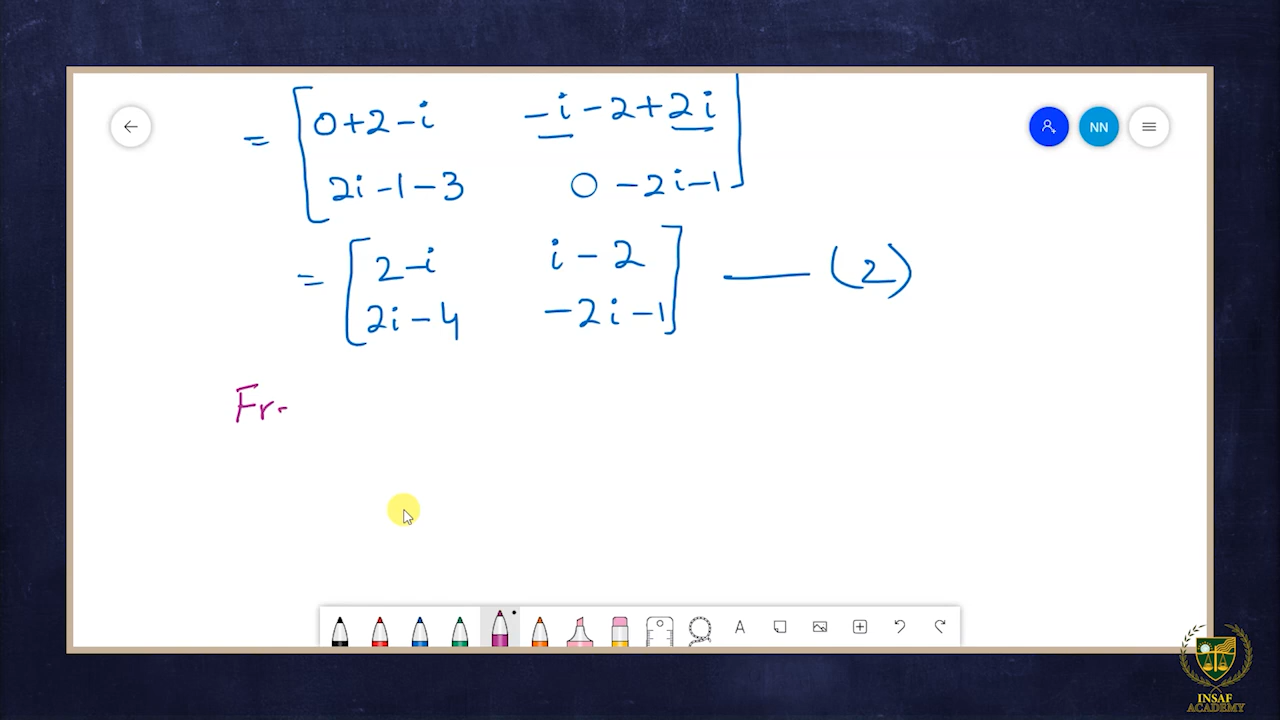 = [0+2-i -i-2+2i
2i-1-3 0 -2i-1]
= [2-i i-2
2i-4 -2i-1] —— (2)
Fr.
NN
A
INSAF
ACADEMY